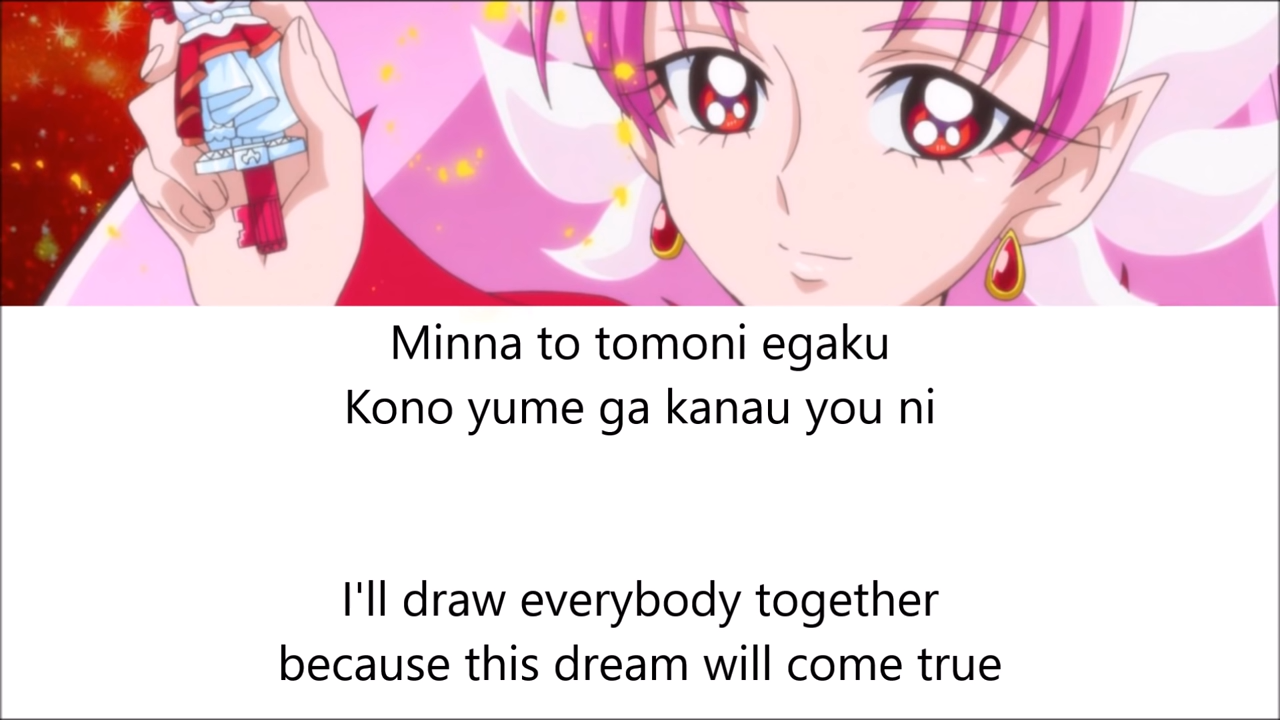 Minna to tomoni egaku
Kono yume ga kanau you ni
I'll draw everybody together
because this dream will come true